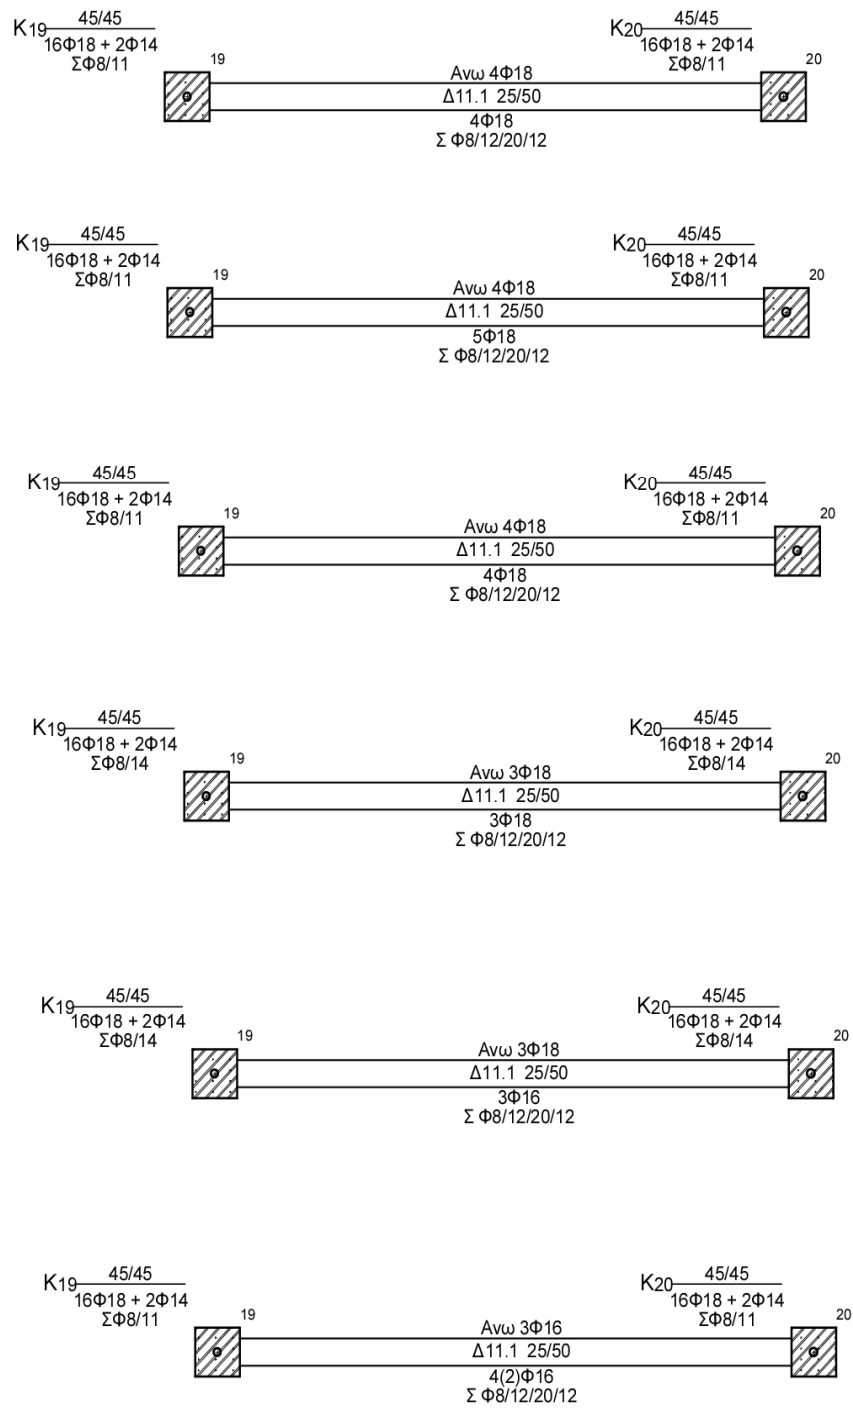 45/45
K19
16Φ18 + 2Φ14
ΣΦ8/11
19
45/45
K20
16Φ18 + 2Φ14
ΣΦ8/11
20
Ανω 4Φ18
Δ11.1 25/50
4Φ18
Σ Φ8/12/20/12
45/45
K19
16Φ18 + 2Φ14
ΣΦ8/11
19
45/45
K20
16Φ18 + 2Φ14
ΣΦ8/11
20
Ανω 4Φ18
Δ11.1 25/50
5Φ18
Σ Φ8/12/20/12
45/45
K19
16Φ18 + 2Φ14
ΣΦ8/11
19
45/45
K20
16Φ18 + 2Φ14
ΣΦ8/11
20
Ανω 4Φ18
Δ11.1 25/50
4Φ18
Σ Φ8/12/20/12
45/45
K19
16Φ18 + 2Φ14
ΣΦ8/14
19
45/45
K20
16Φ18 + 2Φ14
ΣΦ8/14
20
Ανω 3Φ18
Δ11.1 25/50
3Φ18
Σ Φ8/12/20/12
45/45
K19
16Φ18 + 2Φ14
ΣΦ8/14
19
45/45
K20
16Φ18 + 2Φ14
ΣΦ8/14
20
Ανω 3Φ18
Δ11.1 25/50
3Φ16
Σ Φ8/12/20/12
45/45
K19
16Φ18 + 2Φ14
ΣΦ8/11
19
45/45
K20
16Φ18 + 2Φ14
ΣΦ8/11
20
Ανω 3Φ16
Δ11.1 25/50
4(2)Φ16
Σ Φ8/12/20/12